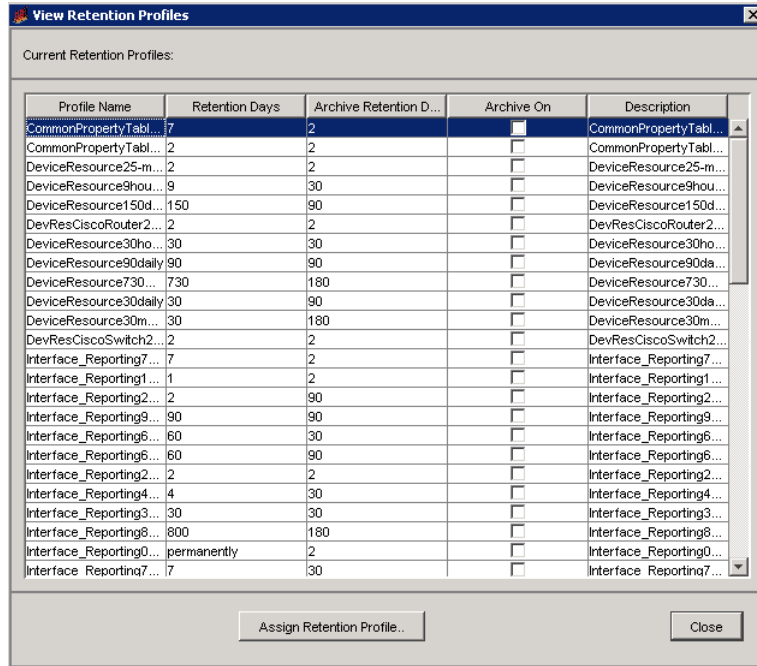 View Retention Profiles
Current Retention Profiles:
Profile Name Retention Days Archive Retention D... Archive On Description
CommonPropertyTabl... 7 2 CommonPropertyTabl...
CommonPropertyTabl... 2 2 CommonPropertyTabl...
DeviceResource25-m... 2 2 DeviceResource25-m...
DeviceResource9hou... 9 30 DeviceResource9hou...
DeviceResource150d... 150 90 DeviceResource150d...
DevResCiscoRouter2... 2 2 DevResCiscoRouter2...
DeviceResource30ho... 30 30 DeviceResource30ho...
DeviceResource90daily 90 90 DeviceResource90da...
DeviceResource730... 730 180 DeviceResource730...
DeviceResource30daily 30 90 DeviceResource30da...
DeviceResource30m... 30 180 DeviceResource30m...
DevResCiscoSwitch2... 2 2 DevResCiscoSwitch2...
Interface_Reporting7... 7 2 Interface_Reporting7...
Interface_Reporting1... 1 2 Interface_Reporting1...
Interface_Reporting2... 2 90 Interface_Reporting2...
Interface_Reporting9... 90 90 Interface_Reporting9...
Interface_Reporting6... 60 30 Interface_Reporting6...
Interface_Reporting6... 60 90 Interface_Reporting6...
Interface_Reporting2... 2 2 Interface_Reporting2...
Interface_Reporting4... 4 30 Interface_Reporting4...
Interface_Reporting3... 30 30 Interface_Reporting3...
Interface_Reporting8... 800 180 Interface_Reporting8...
Interface_Reporting0... permanently 2 Interface_Reporting0...
Interface_Reporting7... 7 30 Interface_Reporting7...
Assign Retention Profile.. Close